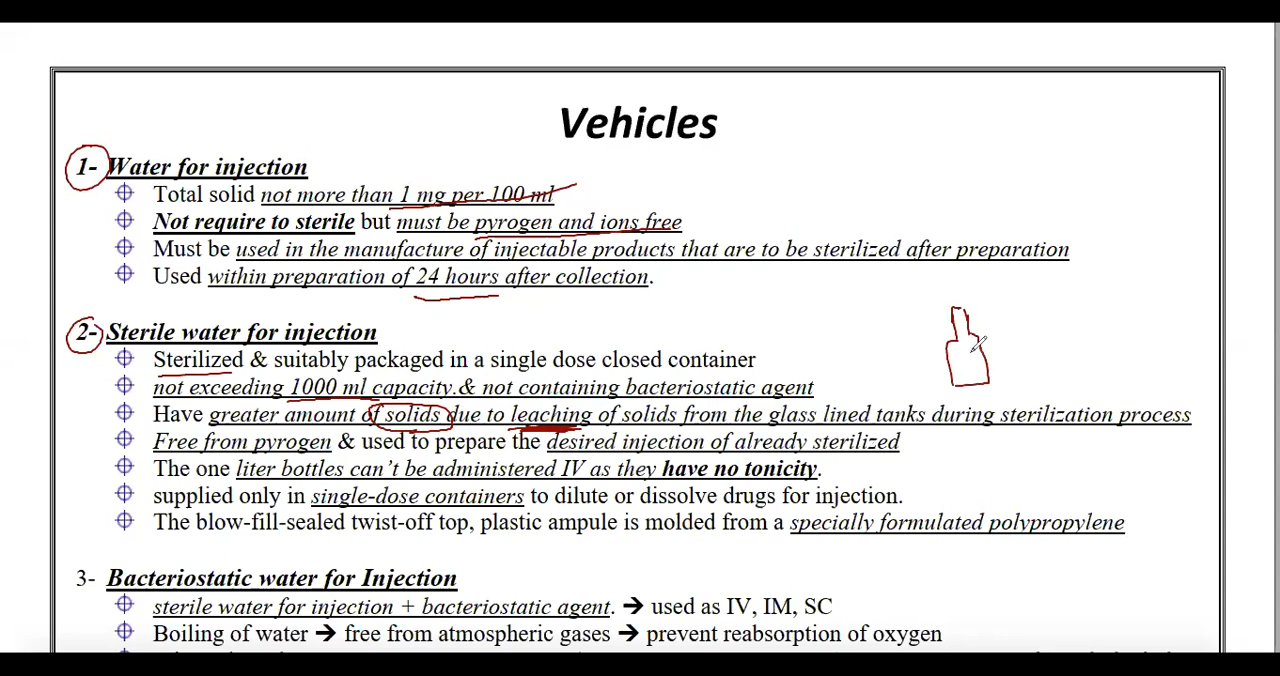 Vehicles
1- Water for injection
Total solid not more than 1 mg per 100 ml
Not require to sterile but must be pyrogen and ions free
Must be used in the manufacture of injectable products that are to be sterilized after preparation
Used within preparation of 24 hours after collection.
2- Sterile water for injection
Sterilized & suitably packaged in a single dose closed container
not exceeding 1000 ml capacity.& not containing bacteriostatic agent
Have greater amount of solids due to leaching of solids from the glass lined tanks during sterilization process
Free from pyrogen & used to prepare the desired injection of already sterilized
The one liter bottles can't be administered IV as they have no tonicity.
supplied only in single-dose containers to dilute or dissolve drugs for injection.
The blow-fill-sealed twist-off top, plastic ampule is molded from a specially formulated polypropylene
3- Bacteriostatic water for Injection
sterile water for injection + bacteriostatic agent. → used as IV, IM, SC
Boiling of water → free from atmospheric gases → prevent reabsorption of oxygen